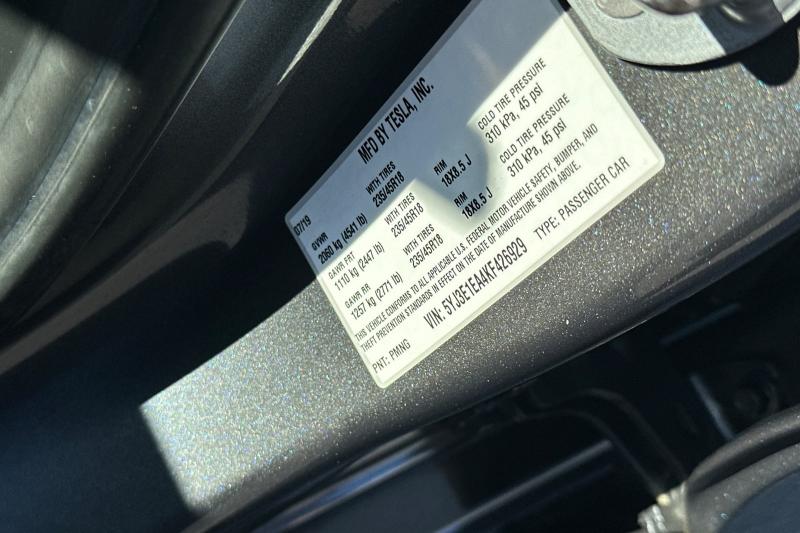 MFD BY TESLA, INC.
07/19
GVWR
2060 kg (4541 lb)
GAWR FRT WITH TIRES RIM COLD TIRE PRESSURE
1110 kg (2447 lb) 235/45R18 18X8.5 J 310 kPa, 45 psi
GAWR RR WITH TIRES RIM COLD TIRE PRESSURE
1257 kg (2771 lb) 235/45R18 18X8.5 J 310 kPa, 45 psi
WITH TIRES
235/45R18
THIS VEHICLE CONFORMS TO ALL APPLICABLE U.S. FEDERAL MOTOR VEHICLE SAFETY, BUMPER, AND
THEFT PREVENTION STANDARDS IN EFFECT ON THE DATE OF MANUFACTURE SHOWN ABOVE.
VIN: 5YJ3E1EA4KF426929 TYPE: PASSENGER CAR
PNT: PMNG